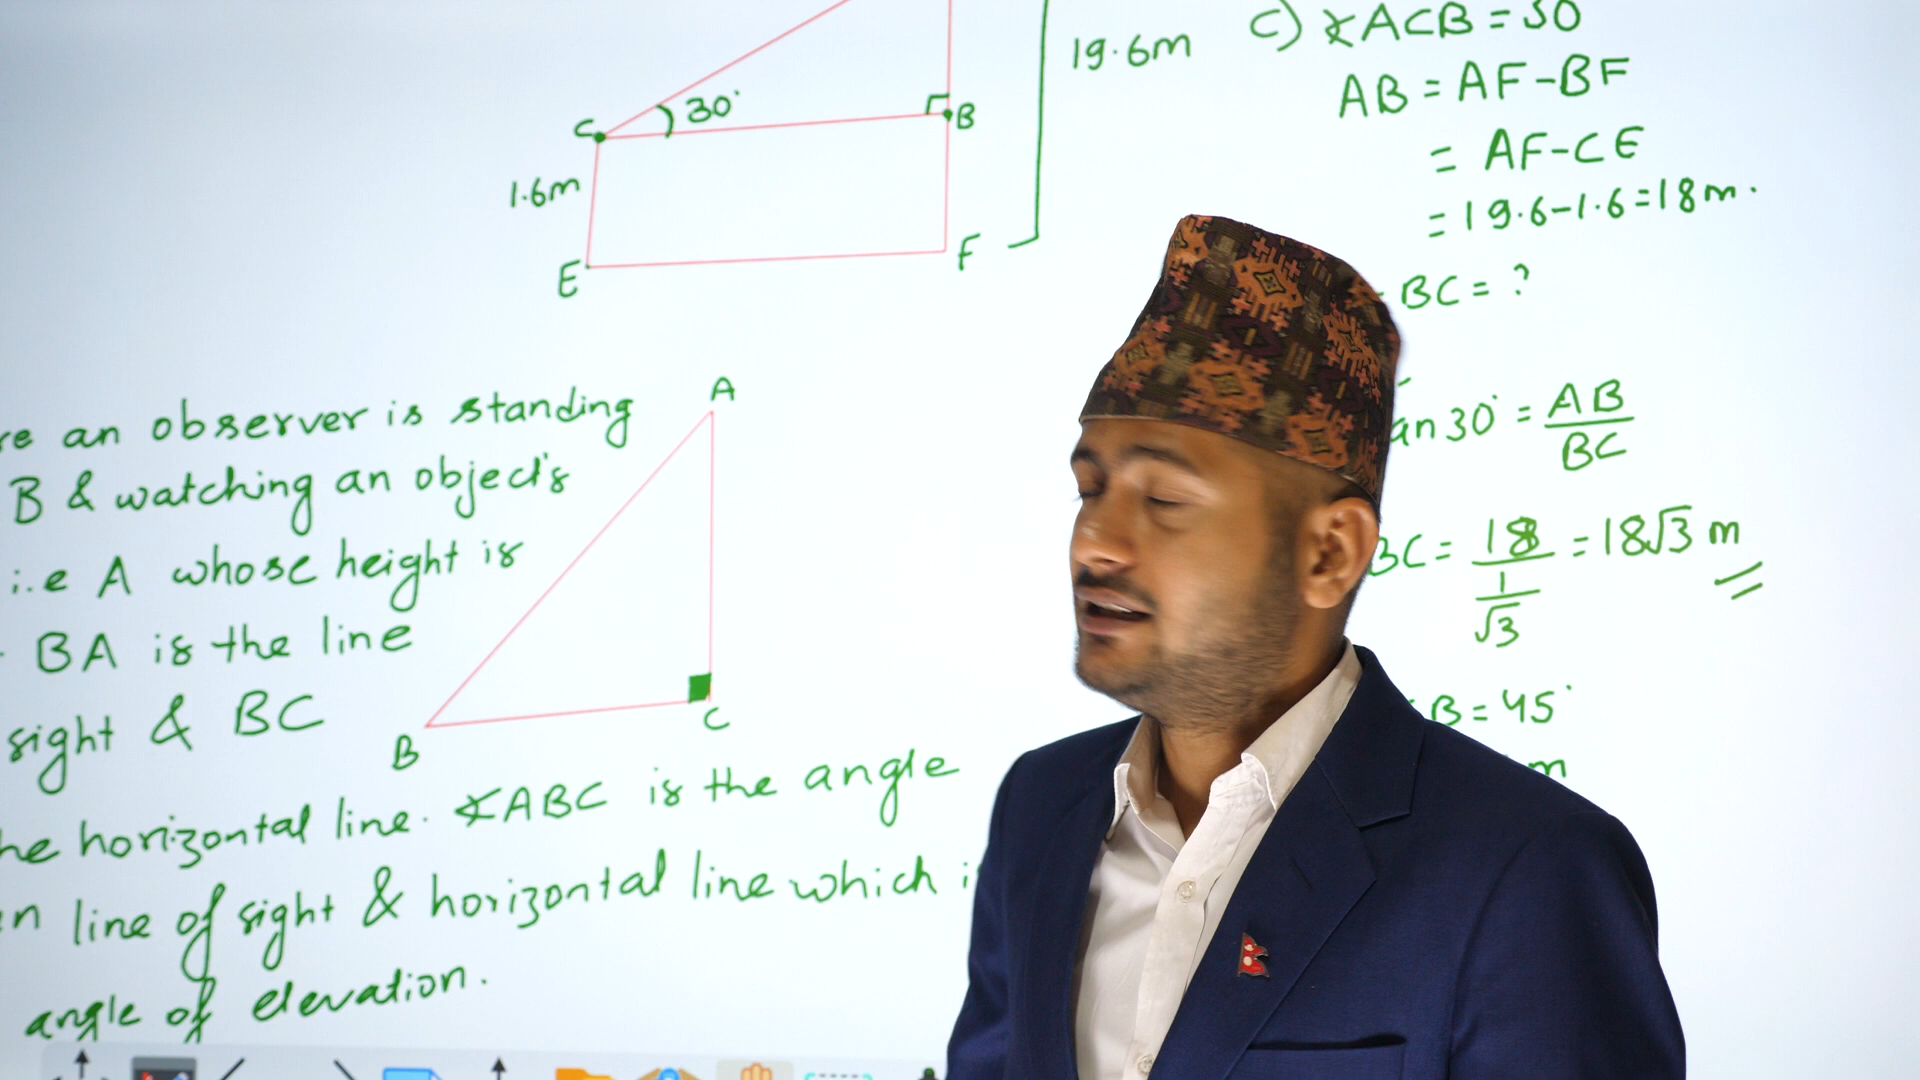 19.6m
30°
C
B
1.6m
E
F
C) ∡ACB = 30
AB = AF-BF
= AF-CE
= 19.6-1.6=18m.
BC = ?
an 30° = AB/BC
BC = 18/(1/√3) = 18√3 m
B = 45°
m
re an observer is standing
B & watching an object's
i.e A whose height is
BA is the line
sight & BC
he horizontal line. ∡ABC is the angle
n line of sight & horizontal line which i
angle of elevation.
A
B
C